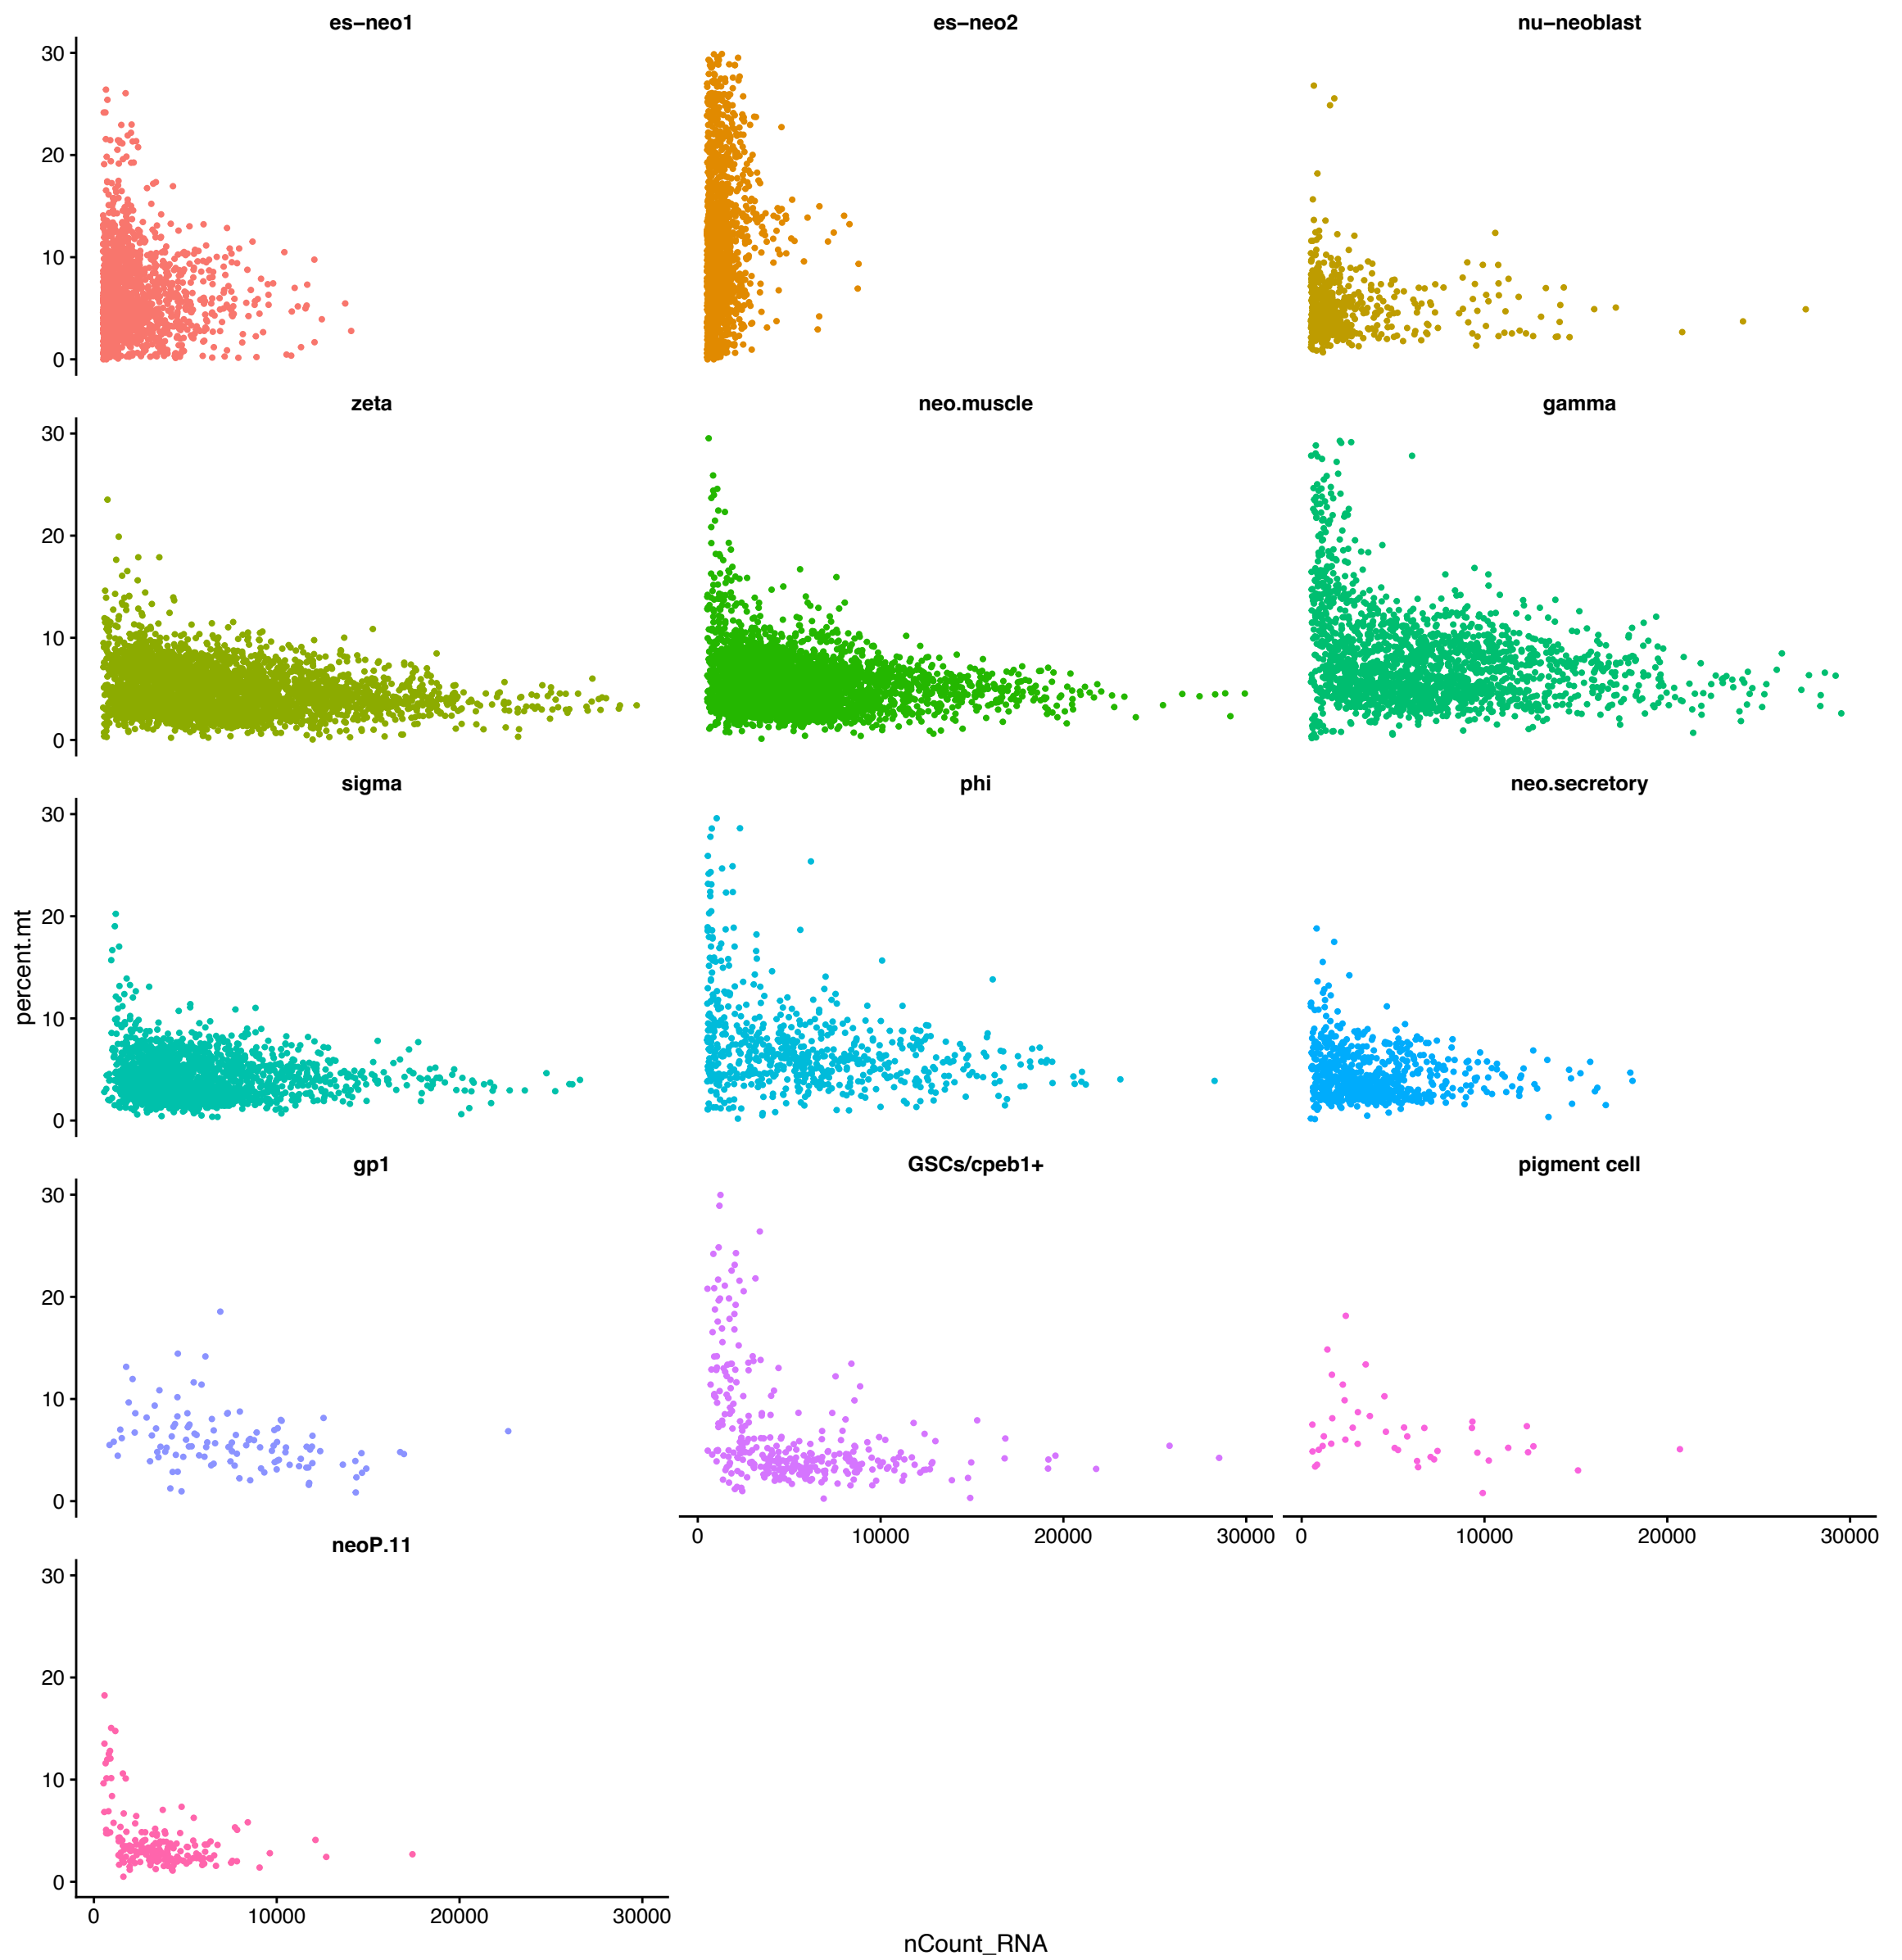 es−neo1 es−neo2 nu−neoblast
30
20
10
0
zeta neo.muscle gamma
30
20
10
0
sigma phi neo.secretory
30
20
10
0
percent.mt
gp1 GSCs/cpeb1+ pigment cell
30
20
10
0
0 10000 20000 30000 0 10000 20000 30000
neoP.11
30
20
10
0
0 10000 20000 30000
nCount_RNA